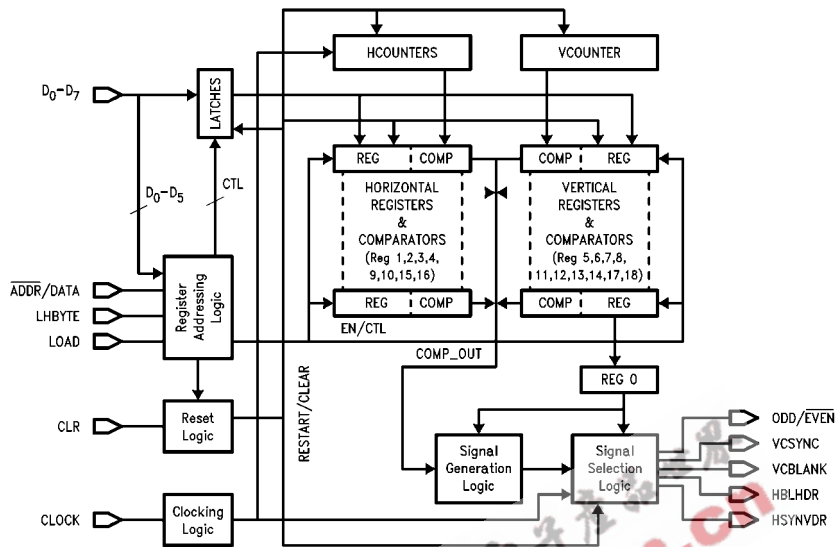 HCOUNTERS
VCOUNTER
D0-D7
LATCHES
D0-D5
CTL
REG
COMP
COMP
REG
HORIZONTAL
REGISTERS
&
COMPARATORS
(Reg 1,2,3,4,
9,10,15,16)
VERTICAL
REGISTERS
&
COMPARATORS
(Reg 5,6,7,8,
11,12,13,14,17,18)
ADDR/DATA
LHBYTE
LOAD
Register
Addressing
Logic
REG
COMP
COMP
REG
EN/CTL
COMP_OUT
REG 0
RESTART/CLEAR
CLR
Reset
Logic
Signal
Generation
Logic
Signal
Selection
Logic
ODD/EVEN
VCSYNC
VCBLANK
HBLHDR
HSYNVDR
CLOCK
Clocking
Logic